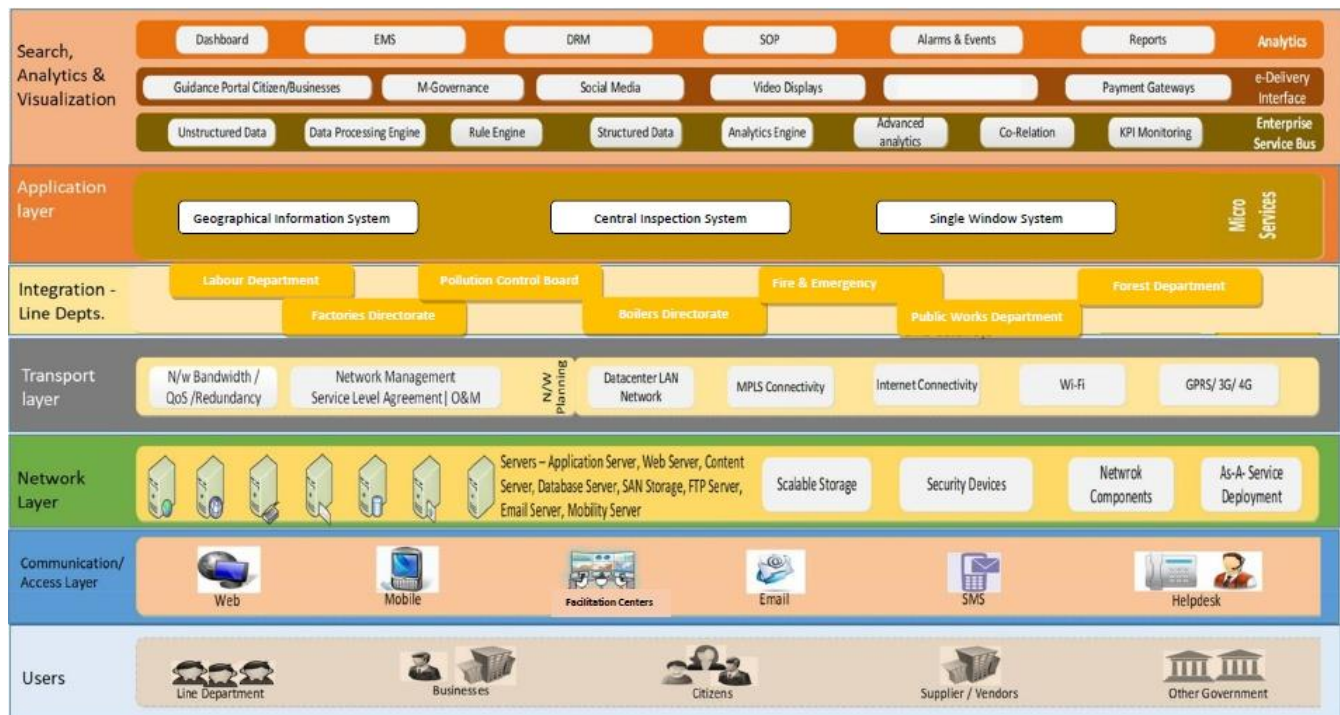 Search,
Analytics &
Visualization
Dashboard
EMS
DRM
SOP
Alarms & Events
Reports
Analytics
Guidance Portal Citizen/Businesses
M-Governance
Social Media
Video Displays
Payment Gateways
e-Delivery
Interface
Unstructured Data
Data Processing Engine
Rule Engine
Structured Data
Analytics Engine
Advanced
analytics
Co-Relation
KPI Monitoring
Enterprise
Service Bus
Application
layer
Geographical Information System
Central Inspection System
Single Window System
Micro
Services
Integration -
Line Depts.
Labour Department
Pollution Control Board
Fire & Emergency
Forest Department
Factories Directorate
Boilers Directorate
Public Works Department
Transport
layer
N/w Bandwidth /
QoS /Redundancy
Network Management
Service Level Agreement| O&M
N/W
Planning
Datacenter LAN
Network
MPLS Connectivity
Internet Connectivity
Wi-Fi
GPRS/ 3G/ 4G
Network
Layer
Servers – Application Server, Web Server, Content
Server, Database Server, SAN Storage, FTP Server,
Email Server, Mobility Server
Scalable Storage
Security Devices
Netwrok
Components
As-A- Service
Deployment
Communication/
Access Layer
Web
Mobile
Facilitation Centers
Email
SMS
Helpdesk
Users
Line Department
Businesses
Citizens
Supplier / Vendors
Other Government